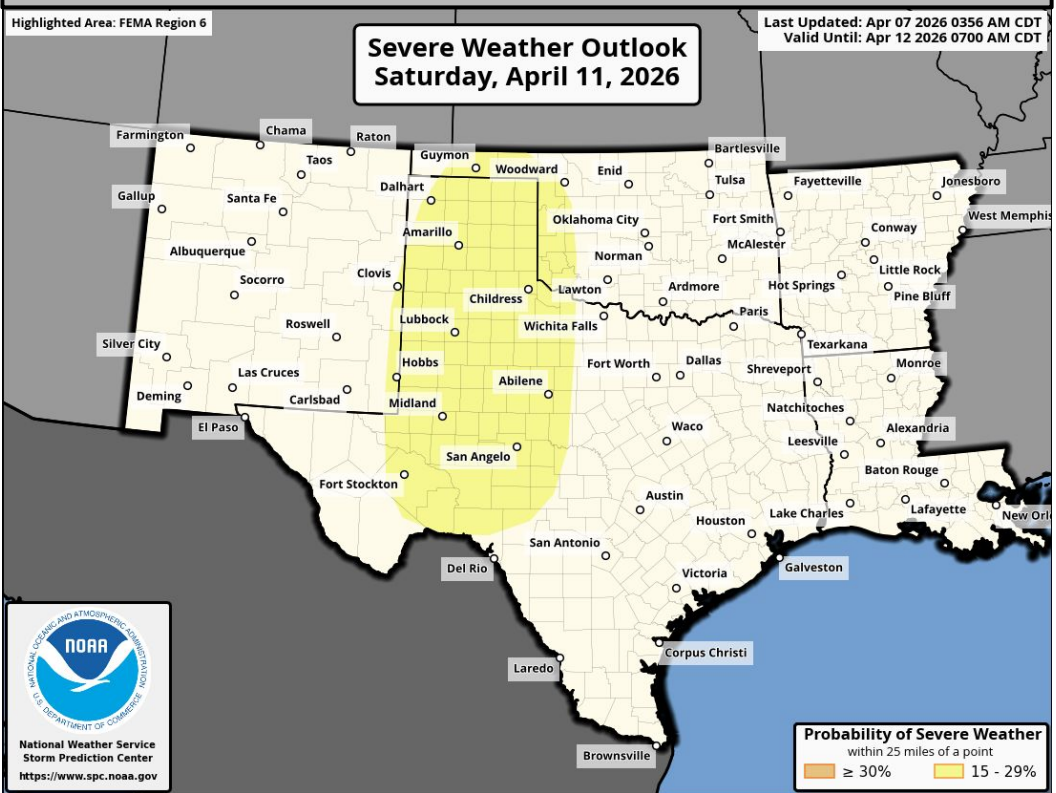 Highlighted Area: FEMA Region 6
Last Updated: Apr 07 2026 0356 AM CDT
Valid Until: Apr 12 2026 0700 AM CDT
Severe Weather Outlook
Saturday, April 11, 2026
Farmington
Chama
Raton
Taos
Guymon
Woodward
Enid
Bartlesville
Dalhart
Tulsa
Fayetteville
Jonesboro
Gallup
Santa Fe
Oklahoma City
Fort Smith
West Memphis
Amarillo
Conway
Albuquerque
Norman
McAlester
Clovis
Little Rock
Socorro
Childress
Lawton
Ardmore
Hot Springs
Pine Bluff
Roswell
Lubbock
Wichita Falls
Paris
Silver City
Texarkana
Las Cruces
Hobbs
Fort Worth
Dallas
Shreveport
Monroe
Deming
Carlsbad
Midland
Abilene
Natchitoches
El Paso
Waco
Leesville
Alexandria
San Angelo
Baton Rouge
Fort Stockton
Austin
Houston
Lake Charles
Lafayette
New Orl
San Antonio
Del Rio
Victoria
Galveston
Corpus Christi
Laredo
Brownsville
NATIONAL OCEANIC AND ATMOSPHERIC ADMINISTRATION
NOAA
U.S. DEPARTMENT OF COMMERCE
National Weather Service
Storm Prediction Center
https://www.spc.noaa.gov
Probability of Severe Weather
within 25 miles of a point
≥ 30%
15 - 29%